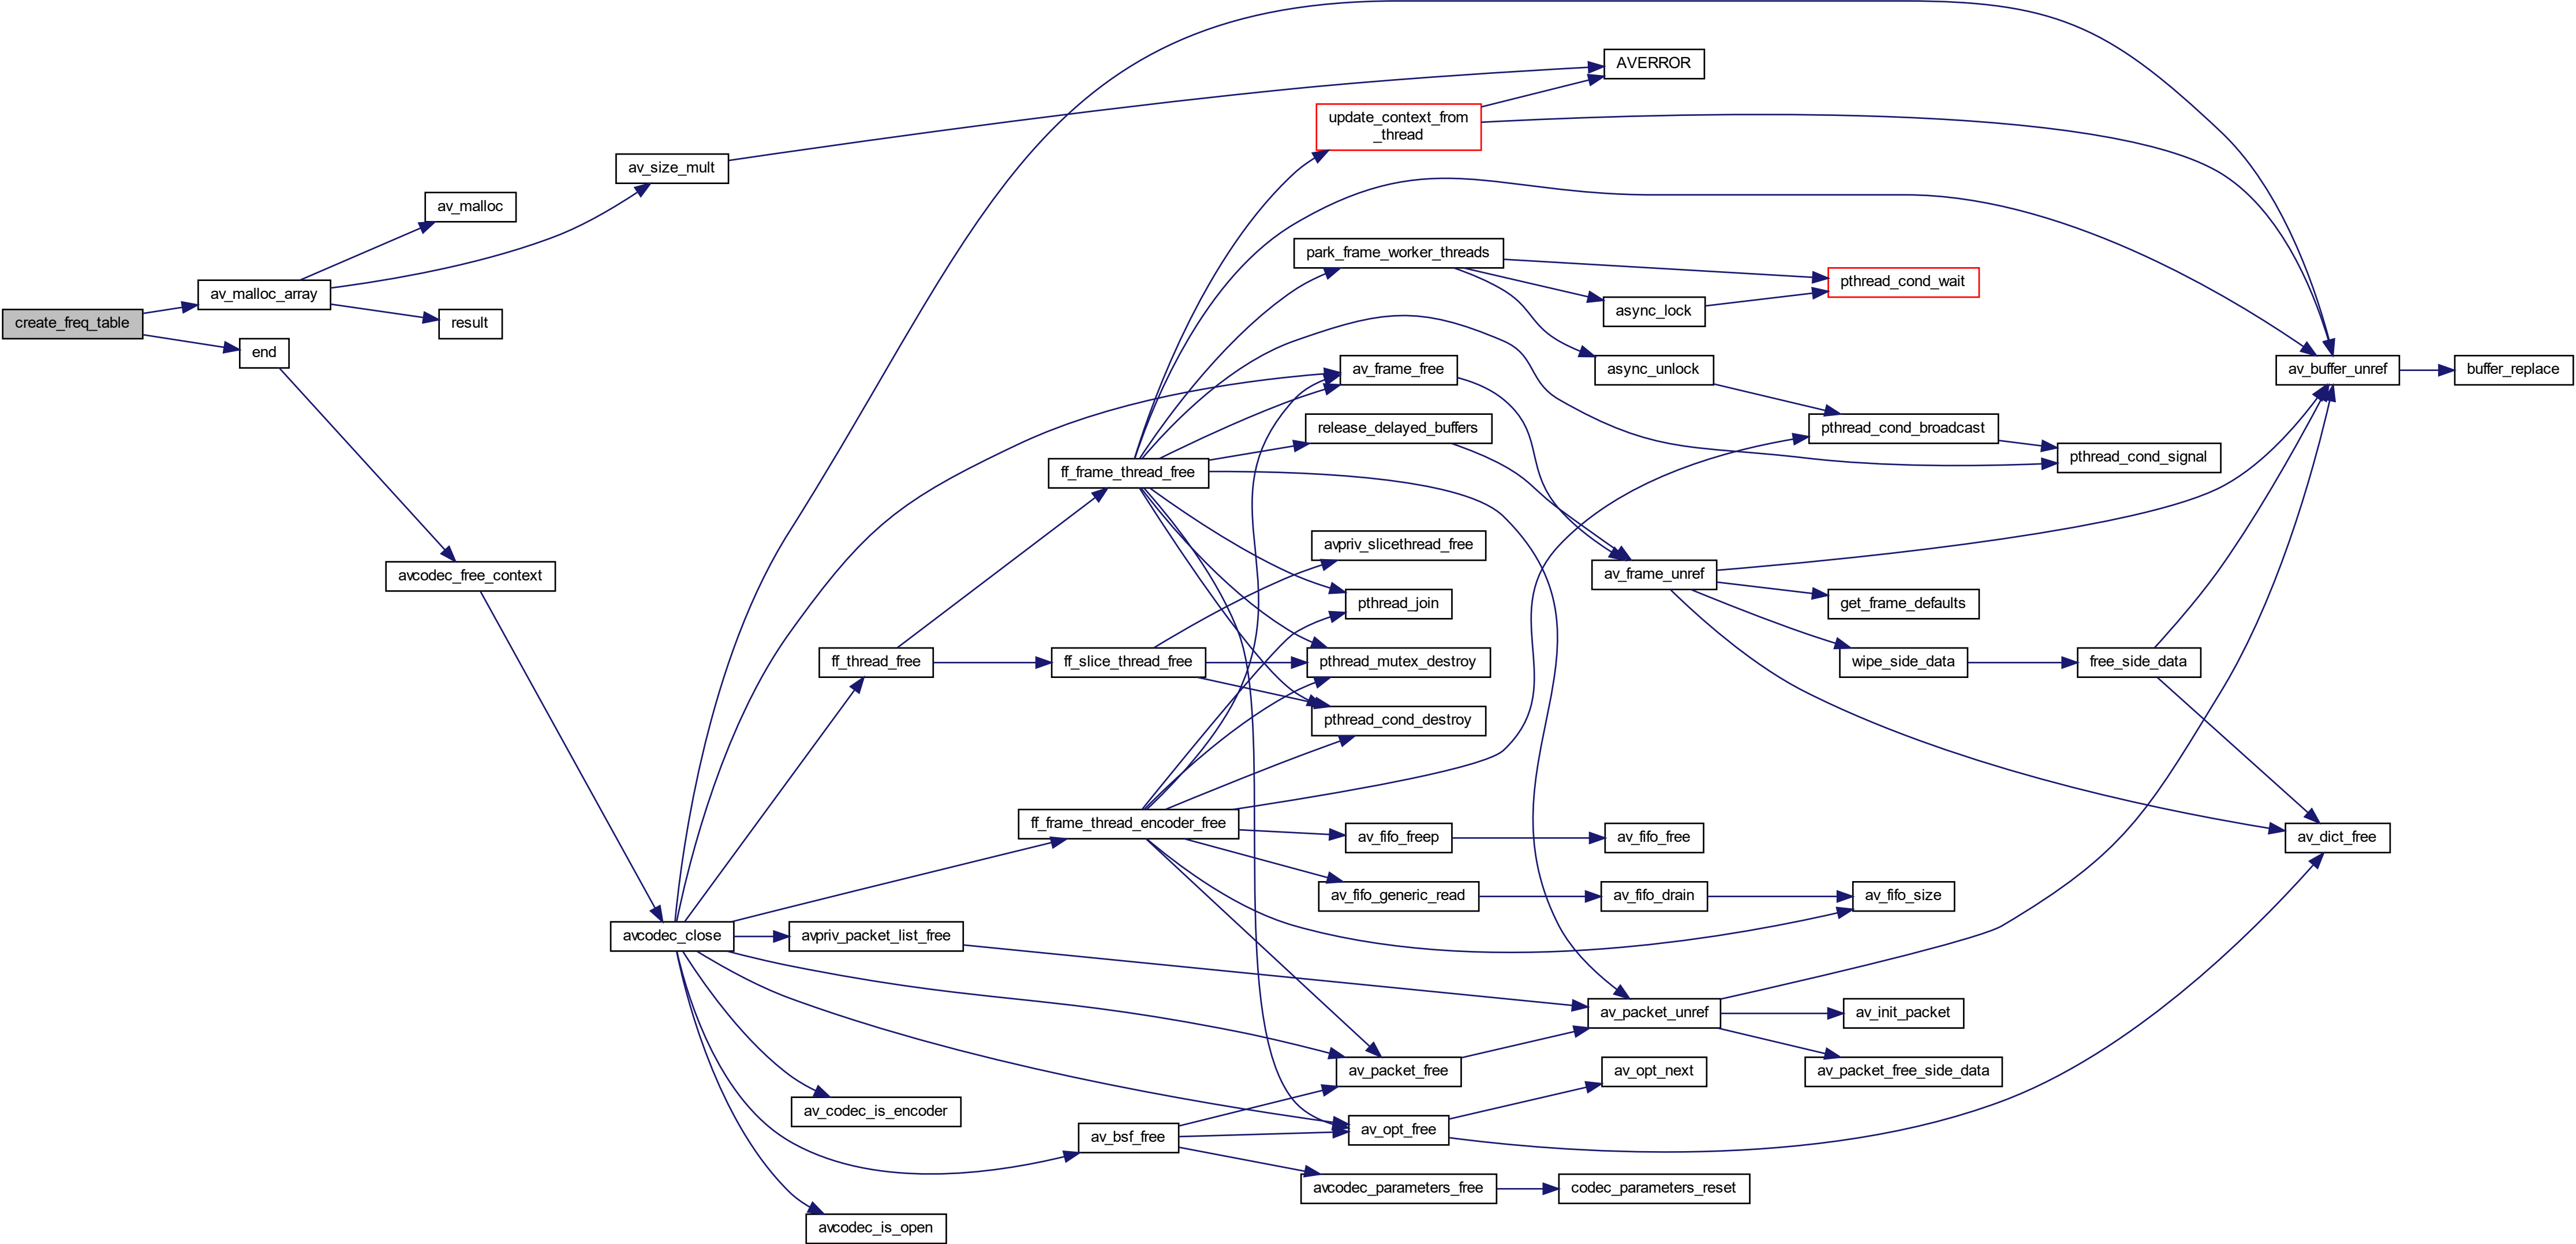 create_freq_table
av_malloc_array
end
av_malloc
av_size_mult
result
AVERROR
avcodec_free_context
avcodec_close
ff_thread_free
ff_frame_thread_encoder_free
avpriv_packet_list_free
av_codec_is_encoder
avcodec_is_open
av_bsf_free
ff_frame_thread_free
ff_slice_thread_free
update_context_from
_thread
park_frame_worker_threads
av_frame_free
release_delayed_buffers
avpriv_slicethread_free
pthread_join
pthread_mutex_destroy
pthread_cond_destroy
av_fifo_freep
av_fifo_generic_read
av_packet_free
av_opt_free
avcodec_parameters_free
async_lock
async_unlock
av_frame_unref
av_fifo_free
av_fifo_drain
av_packet_unref
av_opt_next
codec_parameters_reset
pthread_cond_wait
pthread_cond_broadcast
get_frame_defaults
wipe_side_data
av_fifo_size
av_init_packet
av_packet_free_side_data
pthread_cond_signal
free_side_data
av_buffer_unref
av_dict_free
buffer_replace